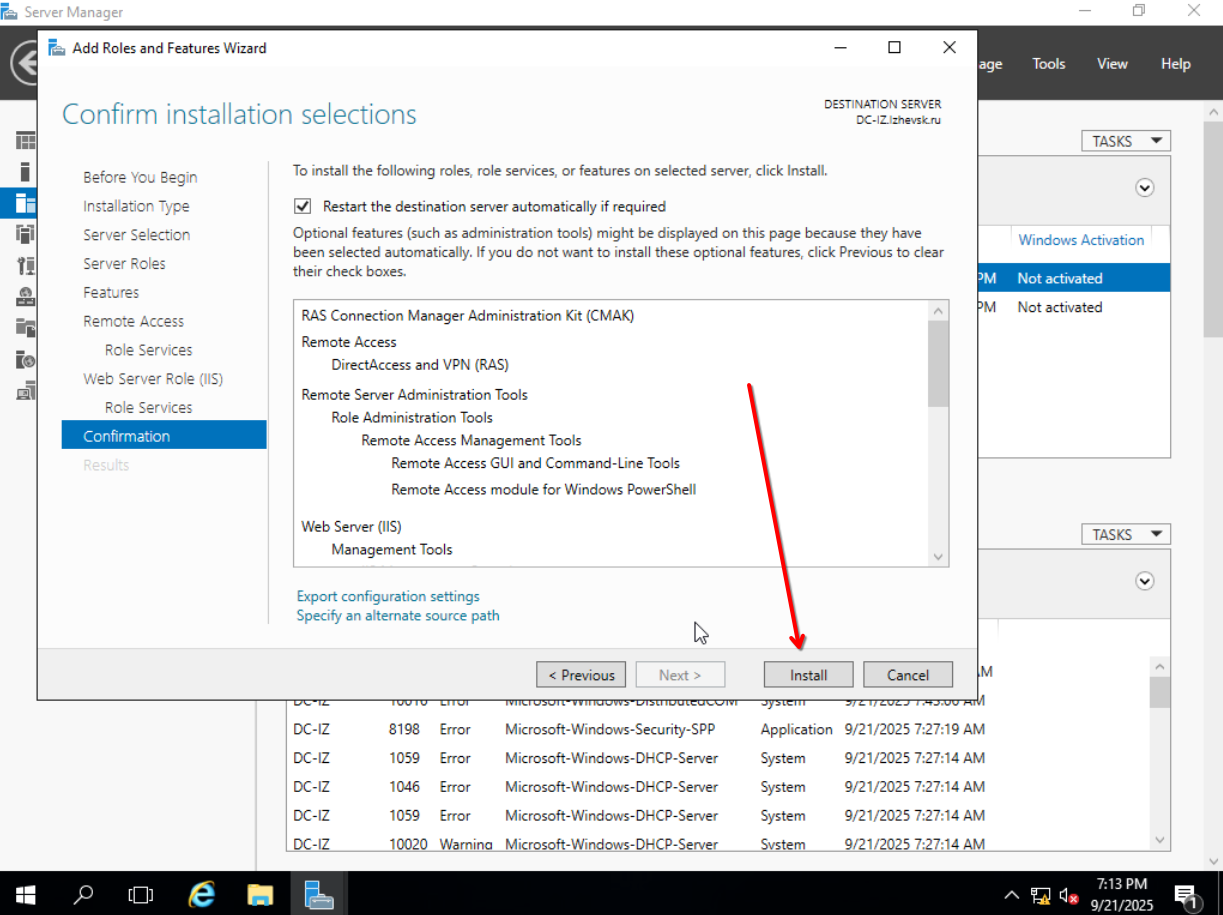 Server Manager
Add Roles and Features Wizard
age Tools View Help
Confirm installation selections
DESTINATION SERVER
DC-IZ.Izhevsk.ru
TASKS
Before You Begin
Installation Type
Server Selection
Server Roles
Features
Remote Access
Role Services
Web Server Role (IIS)
Role Services
Confirmation
Results
To install the following roles, role services, or features on selected server, click Install.
Restart the destination server automatically if required
Optional features (such as administration tools) might be displayed on this page because they have
been selected automatically. If you do not want to install these optional features, click Previous to clear
their check boxes.
RAS Connection Manager Administration Kit (CMAK)
Remote Access
DirectAccess and VPN (RAS)
Remote Server Administration Tools
Role Administration Tools
Remote Access Management Tools
Remote Access GUI and Command-Line Tools
Remote Access module for Windows PowerShell
Web Server (IIS)
Management Tools
Export configuration settings
Specify an alternate source path
< Previous
Next >
Install
Cancel
Windows Activation
PM Not activated
PM Not activated
TASKS
AM
DC-IZ 10016 Error Microsoft-Windows-DistributedCOM System 9/21/2025 7:45:00 AM
DC-IZ 8198 Error Microsoft-Windows-Security-SPP Application 9/21/2025 7:27:19 AM
DC-IZ 1059 Error Microsoft-Windows-DHCP-Server System 9/21/2025 7:27:14 AM
DC-IZ 1046 Error Microsoft-Windows-DHCP-Server System 9/21/2025 7:27:14 AM
DC-IZ 1059 Error Microsoft-Windows-DHCP-Server System 9/21/2025 7:27:14 AM
DC-IZ 10020 Warning Microsoft-Windows-DHCP-Server System 9/21/2025 7:27:14 AM
7:13 PM
9/21/2025
1